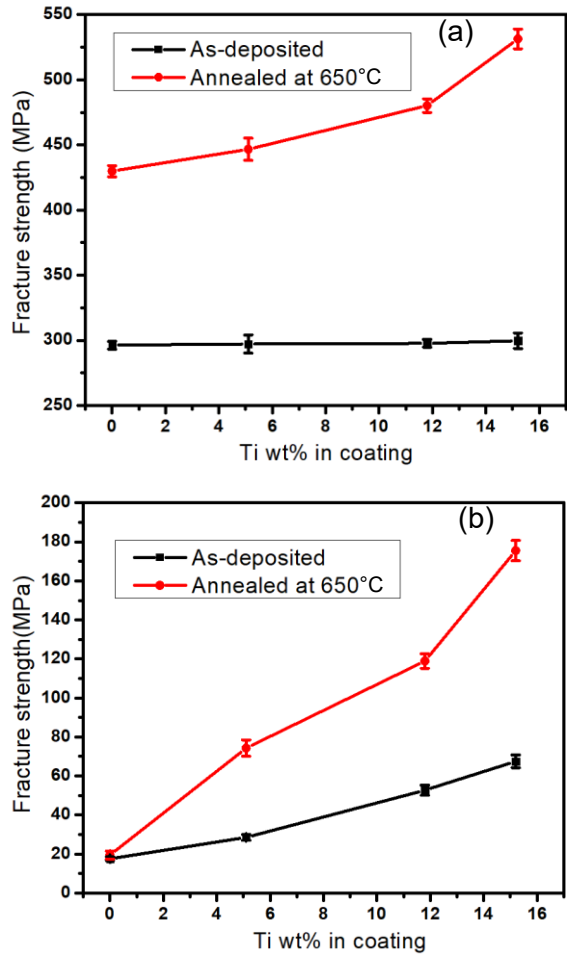 (a)
As-deposited
Annealed at 650°C
Fracture strength (MPa)
550
500
450
400
350
300
250
0 2 4 6 8 10 12 14 16
Ti wt% in coating
(b)
As-deposited
Annealed at 650°C
Fracture strength(MPa)
200
180
160
140
120
100
80
60
40
20
0
0 2 4 6 8 10 12 14 16
Ti wt% in coating